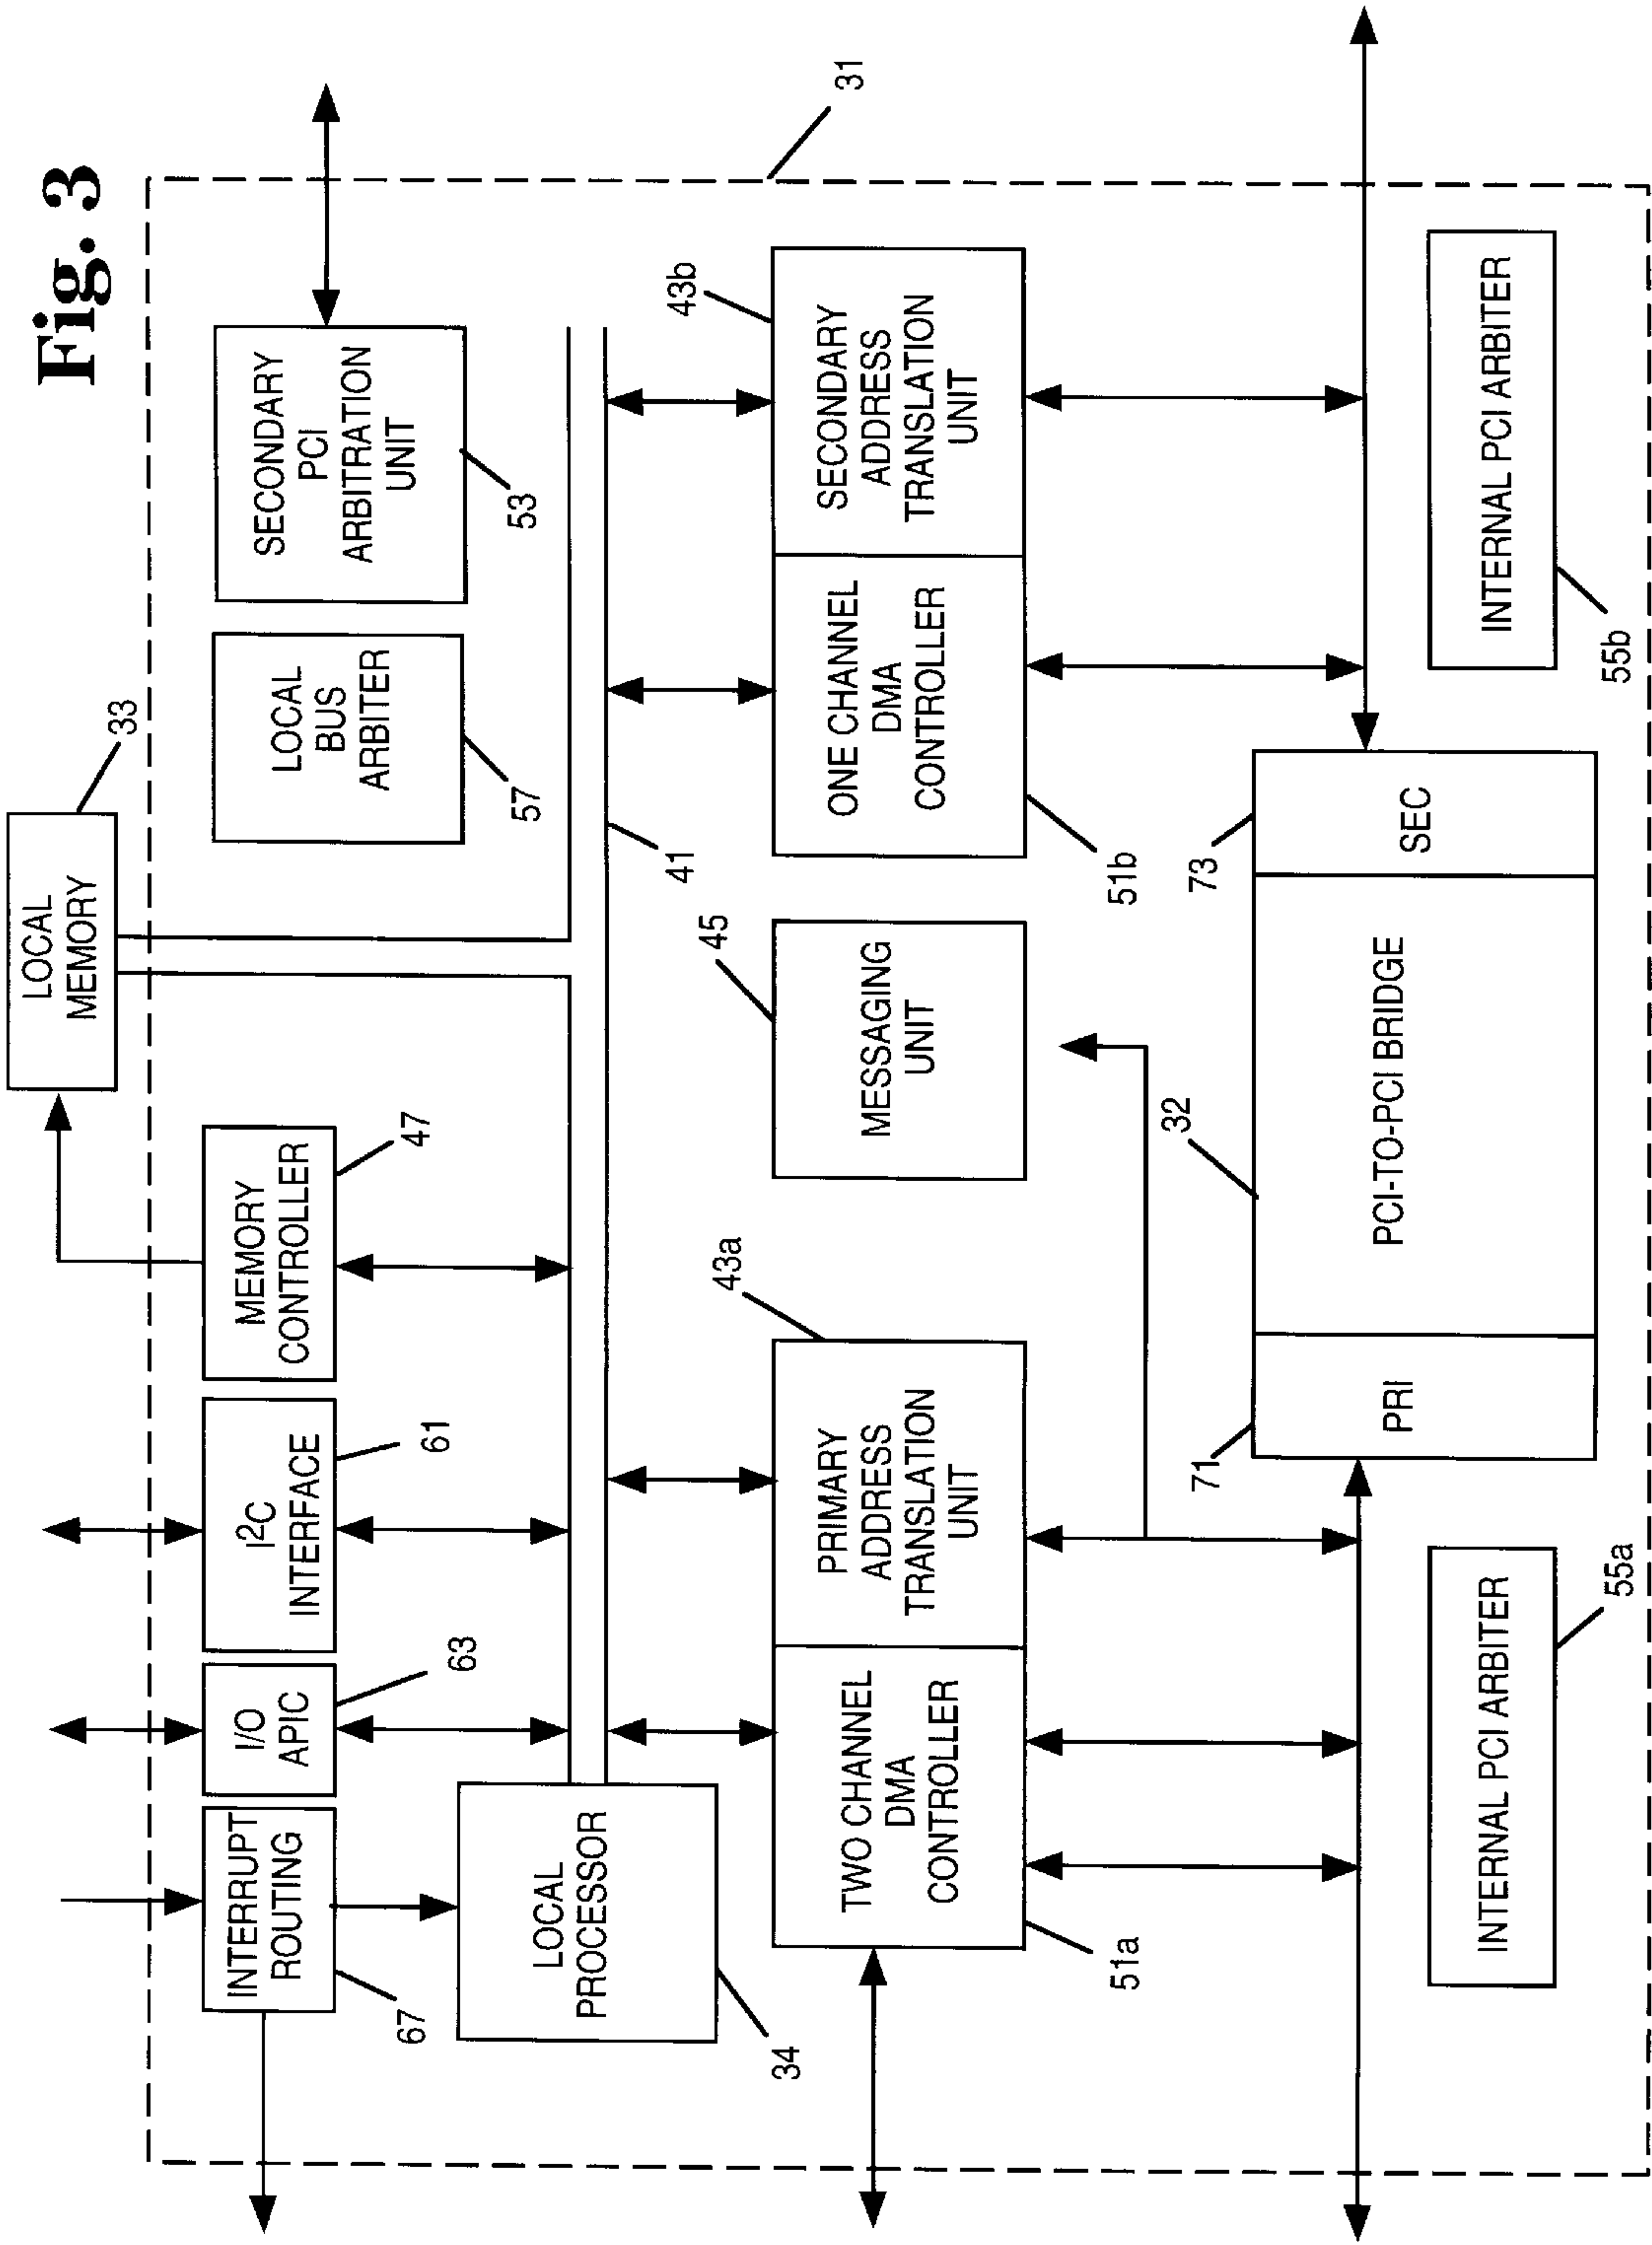 Fig. 3
LOCAL
MEMORY
33
31
INTERRUPT
ROUTING
67
I/O
APIC
63
I²C
INTERFACE
61
MEMORY
CONTROLLER
47
LOCAL
BUS
ARBITER
57
SECONDARY
PCI
ARBITRATION
UNIT
53
LOCAL
PROCESSOR
34
41
TWO CHANNEL
DMA
CONTROLLER
51a
PRIMARY
ADDRESS
TRANSLATION
UNIT
43a
MESSAGING
UNIT
45
ONE CHANNEL
DMA
CONTROLLER
51b
SECONDARY
ADDRESS
TRANSLATION
UNIT
43b
PRI
71
PCI-TO-PCI BRIDGE
32
SEC
73
INTERNAL PCI ARBITER
55a
INTERNAL PCI ARBITER
55b